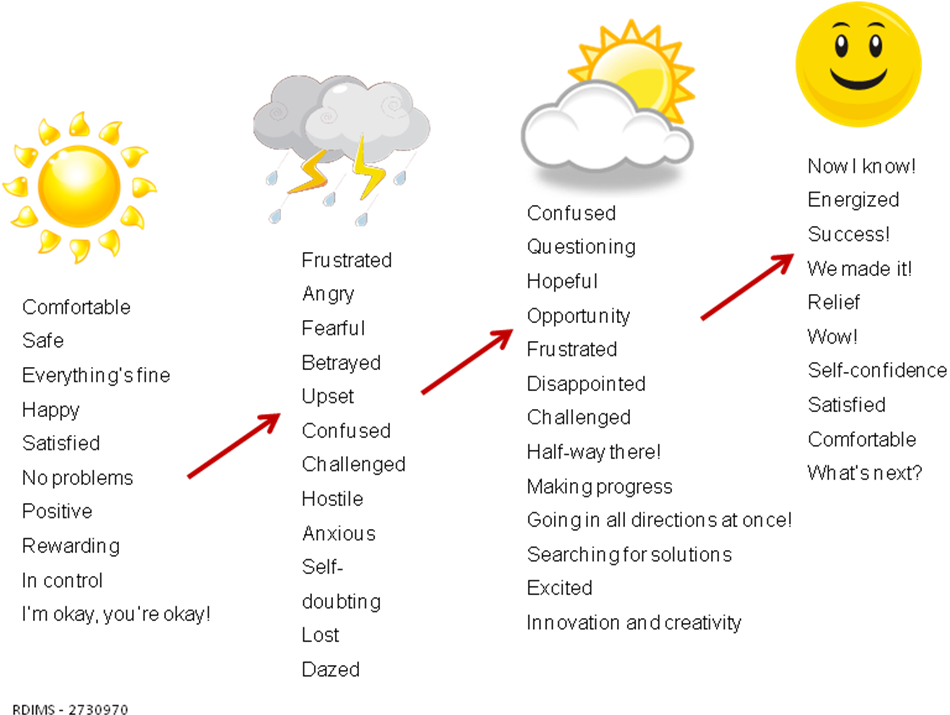 Comfortable
Safe
Everything's fine
Happy
Satisfied
No problems
Positive
Rewarding
In control
I'm okay, you're okay!
Frustrated
Angry
Fearful
Betrayed
Upset
Confused
Challenged
Hostile
Anxious
Self-
doubting
Lost
Dazed
Confused
Questioning
Hopeful
Opportunity
Frustrated
Disappointed
Challenged
Half-way there!
Making progress
Going in all directions at once!
Searching for solutions
Excited
Innovation and creativity
Now I know!
Energized
Success!
We made it!
Relief
Wow!
Self-confidence
Satisfied
Comfortable
What's next?
RDIMS - 2730970